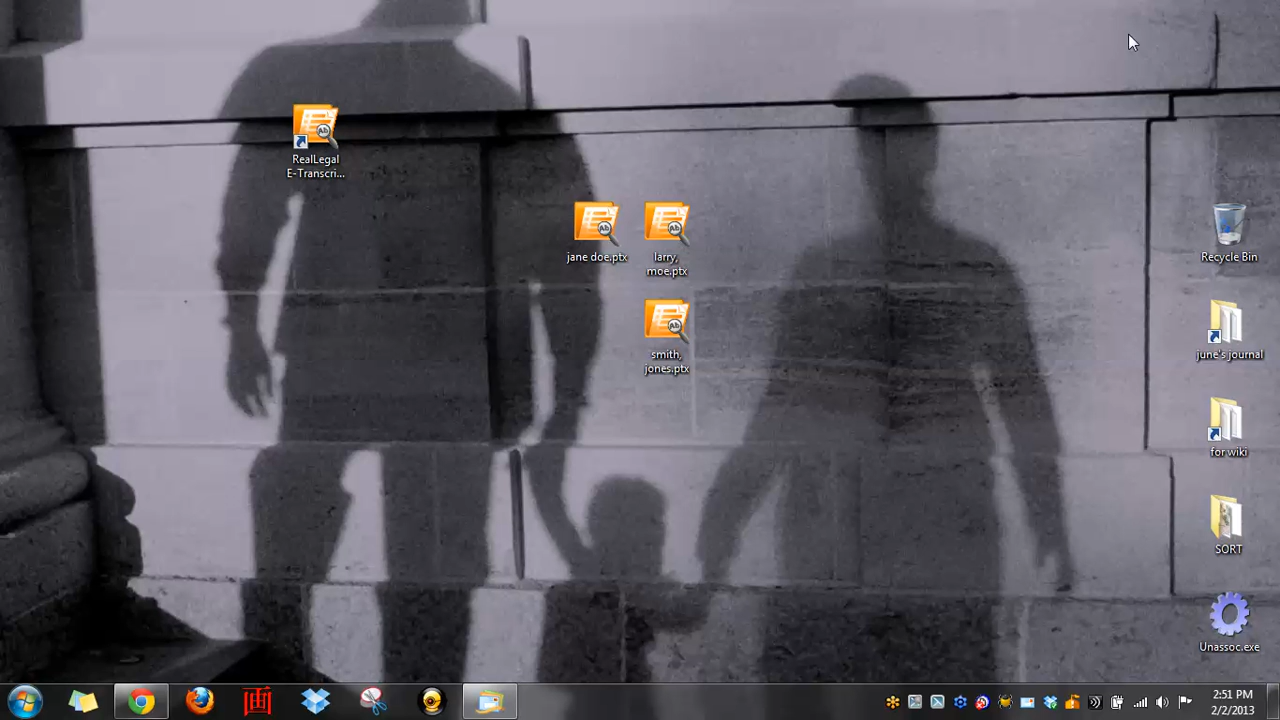 RealLegal
E-Transcri...
jane doe.ptx
larry,
moe.ptx
smith,
jones.ptx
Recycle Bin
june's journal
for wiki
SORT
Unassoc.exe
2:51 PM
2/2/2013